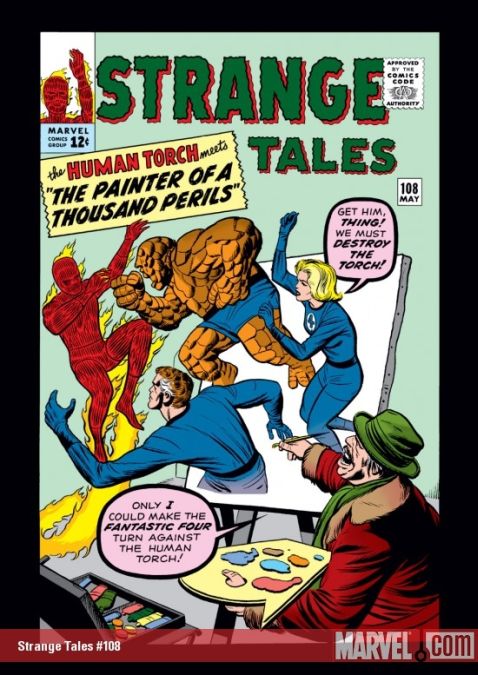 STRANGE
TALES
APPROVED
BY THE
COMICS
CODE
AUTHORITY
MARVEL
COMICS
GROUP 12¢
the HUMAN TORCH meets
"THE PAINTER OF A
THOUSAND PERILS"
108
MAY
GET HIM,
THING!
WE MUST
DESTROY
THE
TORCH!
ONLY I
COULD MAKE THE
FANTASTIC FOUR
TURN AGAINST
THE HUMAN
TORCH!
Strange Tales #108
MARVEL.COM